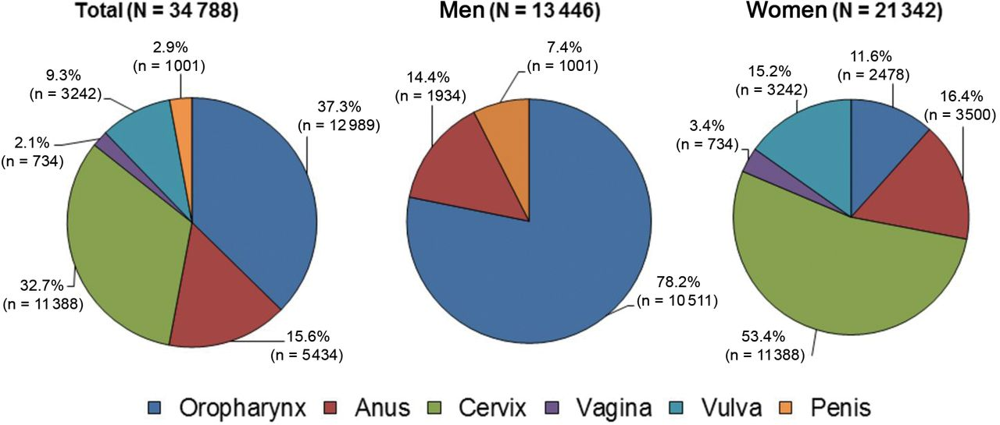 Total (N = 34 788)
2.9%
(n = 1001)
9.3%
(n = 3242)
37.3%
(n = 12 989)
2.1%
(n = 734)
32.7%
(n = 11 388)
15.6%
(n = 5434)
Men (N = 13 446)
7.4%
(n = 1001)
14.4%
(n = 1934)
78.2%
(n = 10 511)
Women (N = 21 342)
11.6%
(n = 2478)
15.2%
(n = 3242)
16.4%
(n = 3500)
3.4%
(n = 734)
53.4%
(n = 11388)
Oropharynx Anus Cervix Vagina Vulva Penis